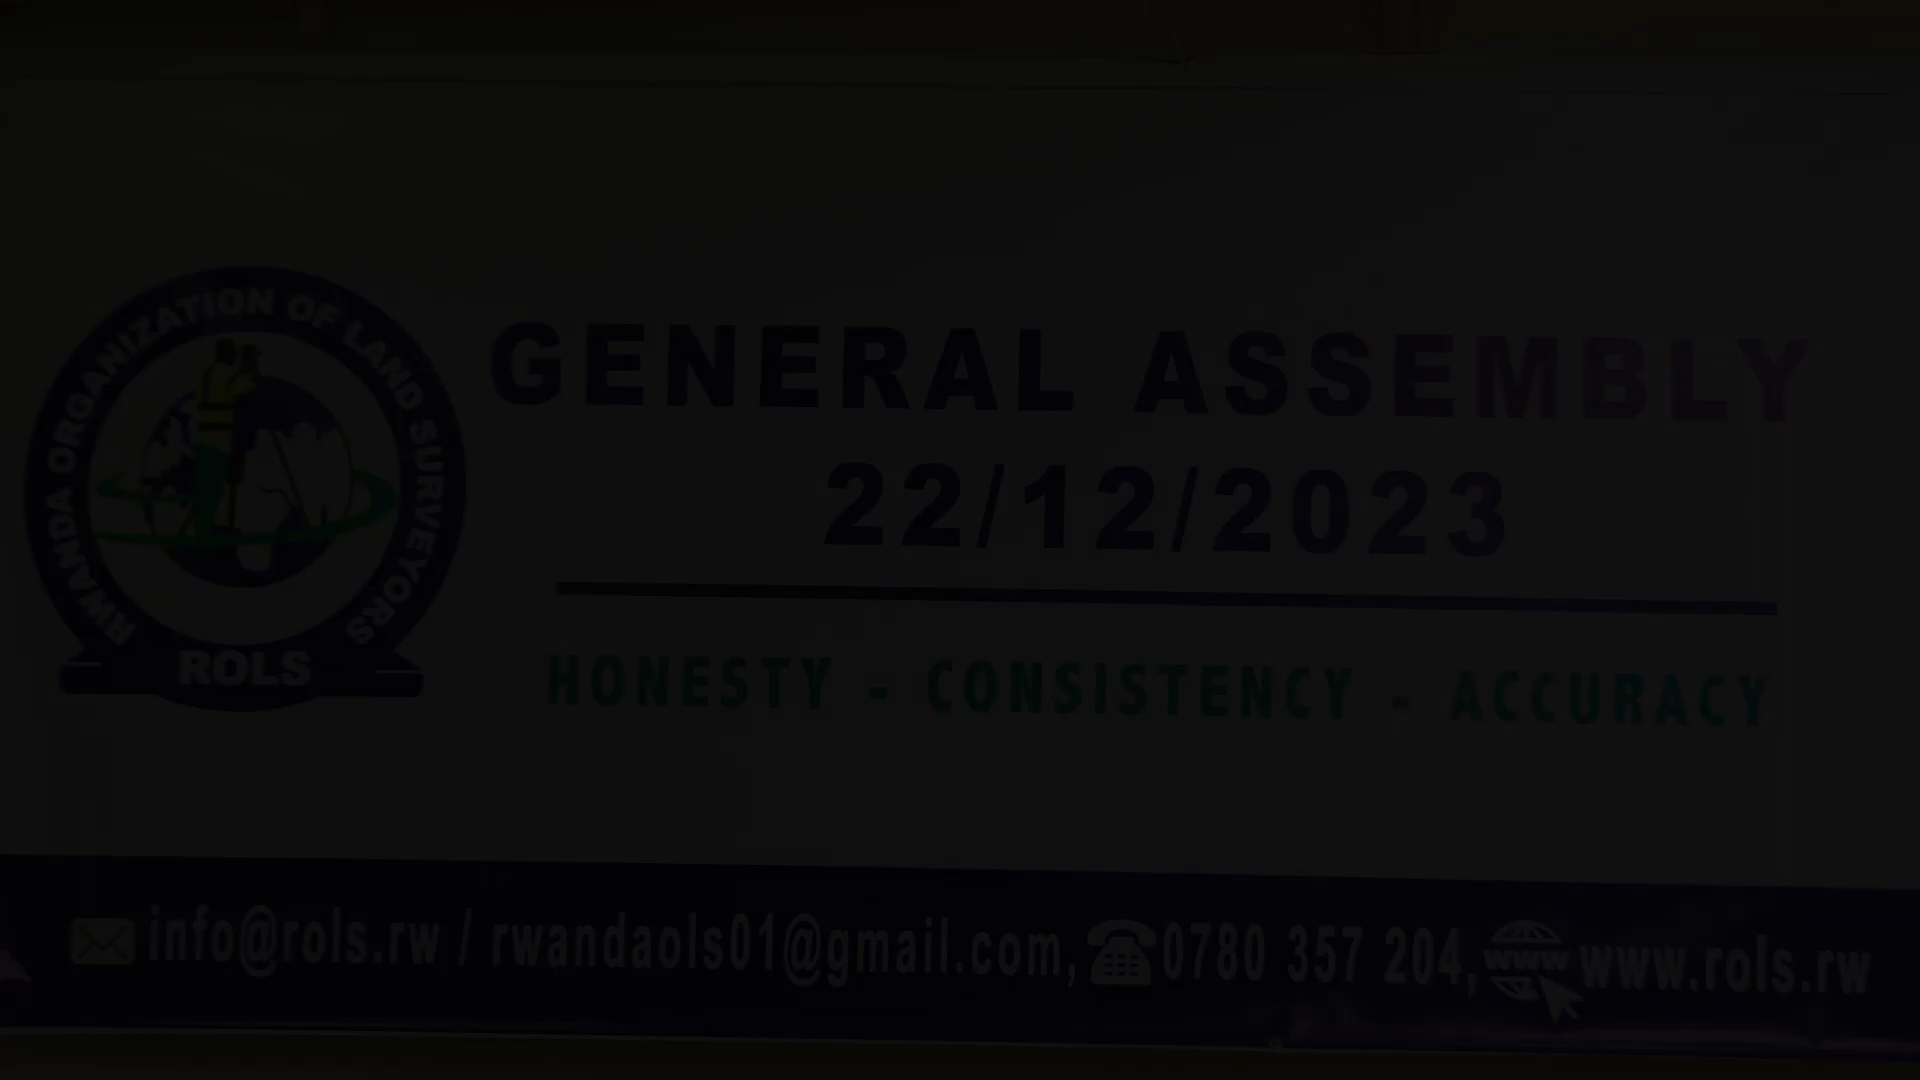 RWANDA ORGANIZATION OF LAND SURVEYORS
ROLS
GENERAL ASSEMBLY
22/12/2023
HONESTY - CONSISTENCY - ACCURACY
info@rols.rw / rwandaols01@gmail.com, 0780 357 204, www www.rols.rw